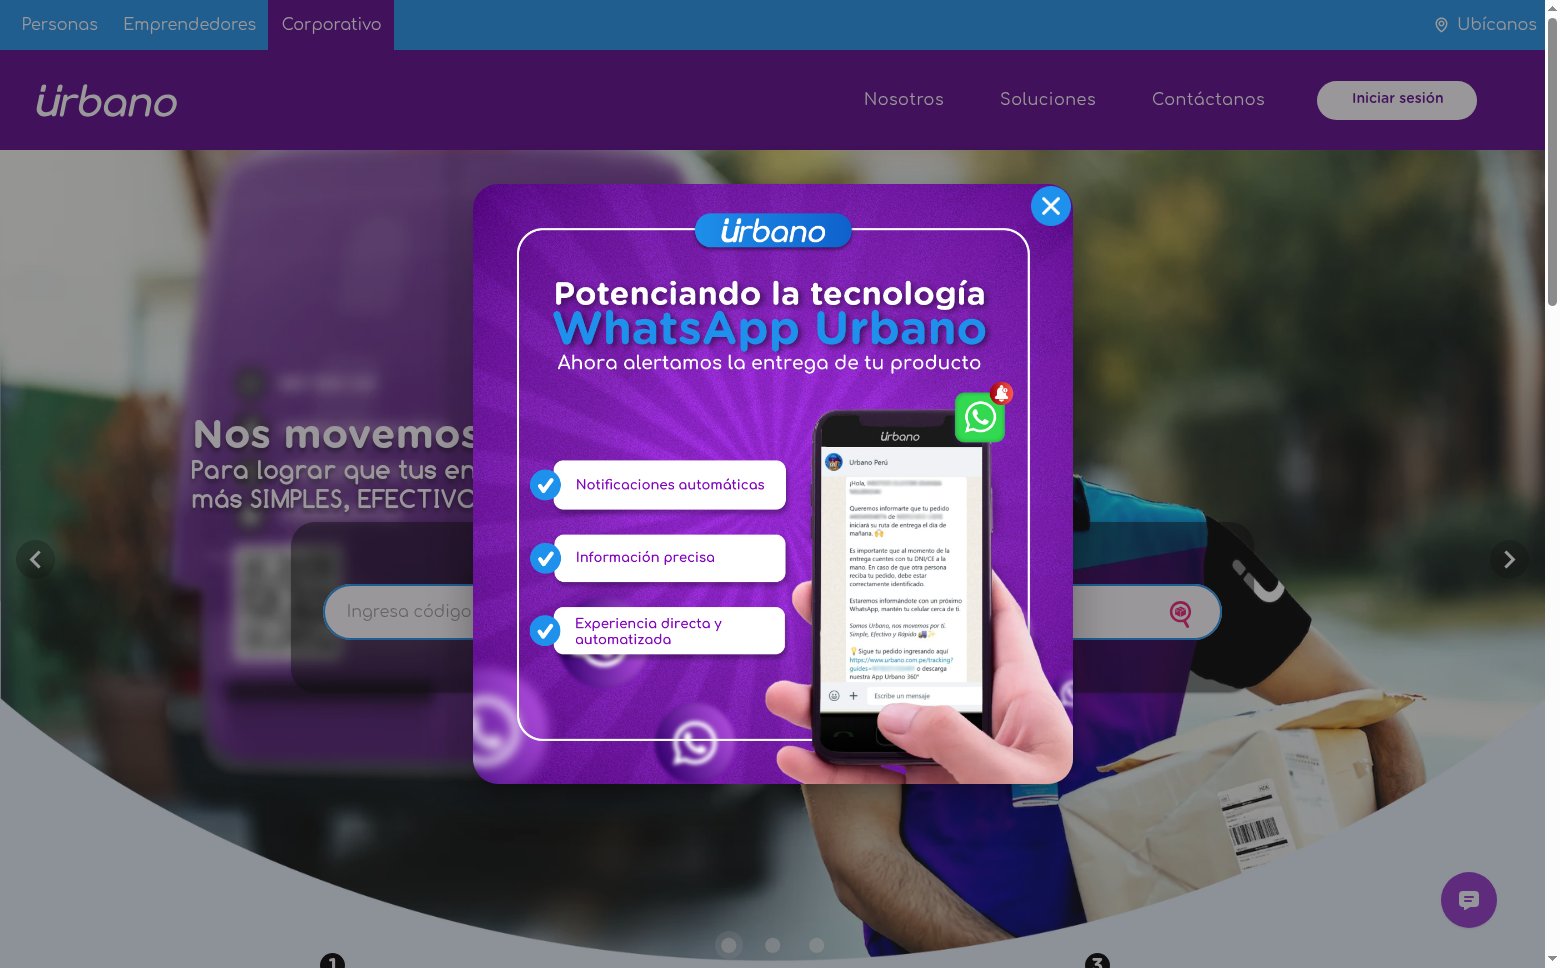 Personas Emprendedores Corporativo Ubícanos
urbano
Nosotros Soluciones Contáctanos Iniciar sesión
Nos movemos
Para lograr que tus en
más SIMPLES, EFECTIVO
Ingresa código
urbano
Potenciando la tecnología
WhatsApp Urbano
Ahora alertamos la entrega de tu producto
Notificaciones automáticas
Información precisa
Experiencia directa y
automatizada
urbano
Urbano Perú
¡Hola,
Queremos informarte que tu pedido
de
iniciará su ruta de entrega el día de
mañana. 🙌
Es importante que al momento de la
entrega cuentes con tu DNI/CE a la
mano. En caso de que otra persona
reciba tu pedido, debe estar
correctamente identificado.
Estaremos informándote con un próximo
WhatsApp, mantén tu celular cerca de ti.
Somos Urbano, nos movemos por ti.
Simple, Efectivo y Rápido 🚚✨
💡Sigue tu pedido ingresando aquí
https://www.urbano.com.pe/tracking?
guides= o descarga
nuestra App Urbano 360°
Escribe un mensaje
1 3